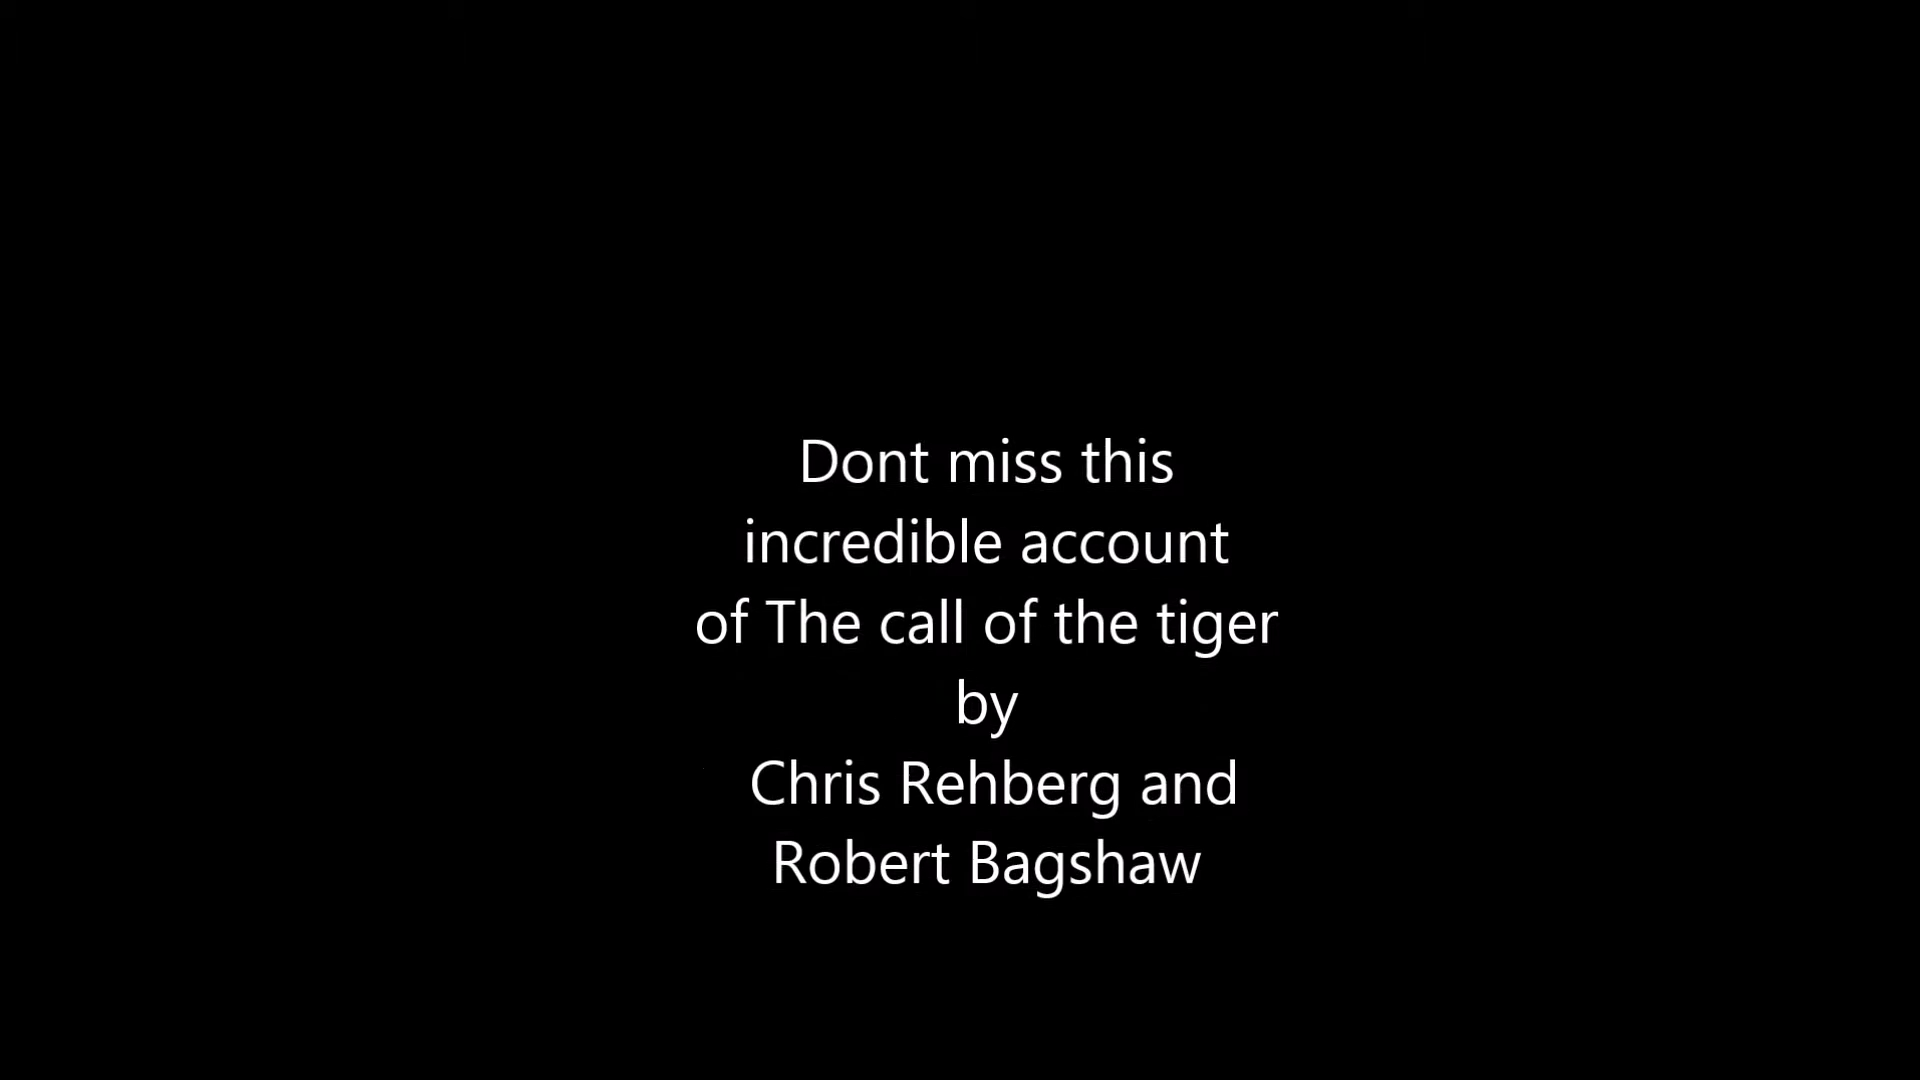 Dont miss this
incredible account
of The call of the tiger
by
Chris Rehberg and
Robert Bagshaw